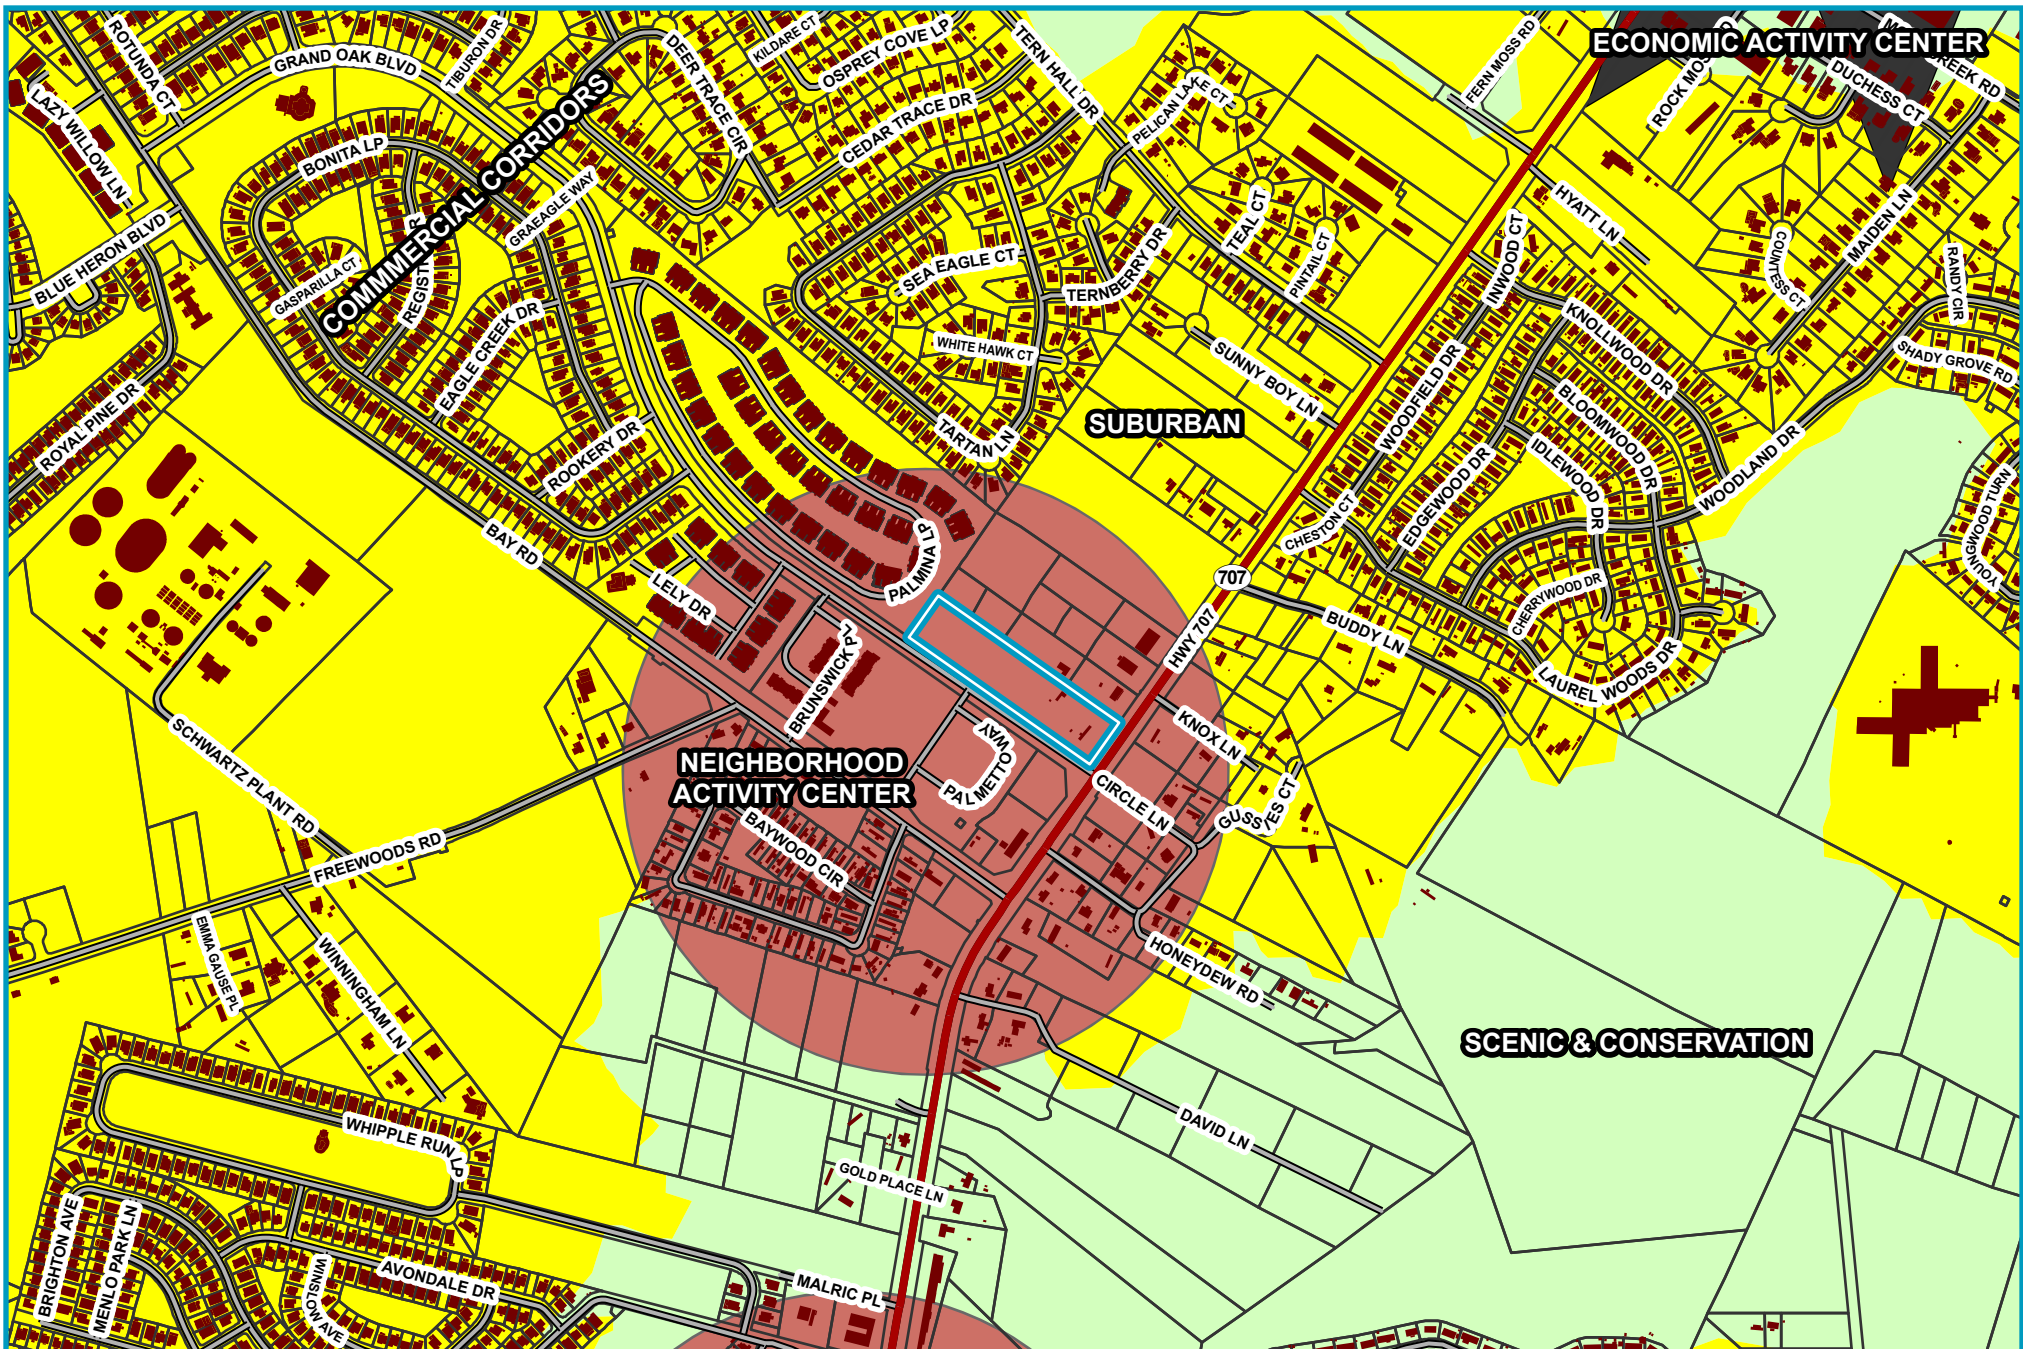 ROTUNDA CT
GRAND OAK BLVD
TIBURON DR
DEER TRACE CIR
KILDARE CT
OSPREY COVE LP
CEDAR TRACE DR
TERN HALL DR
PELICAN LAKE CT
FERN MOSS RD
ECONOMIC ACTIVITY CENTER
DUCHESS CT
LAZY WILLOW LN
BONITA LP
COMMERCIAL CORRIDORS
GRAEAGLE WAY
BLUE HERON BLVD
GASPARILLA CT
EAGLE CREEK DR
SEA EAGLE CT
TERNBERRY DR
WHITE HAWK CT
TEAL CT
PINTAIL CT
HYATT LN
INWOOD CT
COUNTESS CT
MAIDEN LN
RANDY CIR
SHADY GROVE RD
KNOLLWOOD DR
SUNNY BOY LN
WOODFIELD DR
BLOOMWOOD DR
IDLEWOOD DR
WOODLAND DR
ROYAL PINE DR
ROOKERY DR
TARTAN LN
SUBURBAN
EDGEWOOD DR
CHESTON CT
YOUNGWOOD TURN
BAY RD
LELY DR
PALMINA LP
707
HWY 707
BUDDY LN
CHERRYWOOD DR
LAUREL WOODS DR
BRUNSWICK PL
PALMETTO WAY
KNOX LN
CIRCLE LN
NEIGHBORHOOD
ACTIVITY CENTER
BAYWOOD CIR
SCHWARTZ PLANT RD
FREEWOODS RD
EMMA GAUSE PL
WINNINGHAM LN
HONEYDEW RD
SCENIC & CONSERVATION
DAVID LN
GOLD PLACE LN
WHIPPLE RUN LP
BRIGHTON AVE
MENLO PARK LN
WINSLOW AVE
AVONDALE DR
MALRIC PL